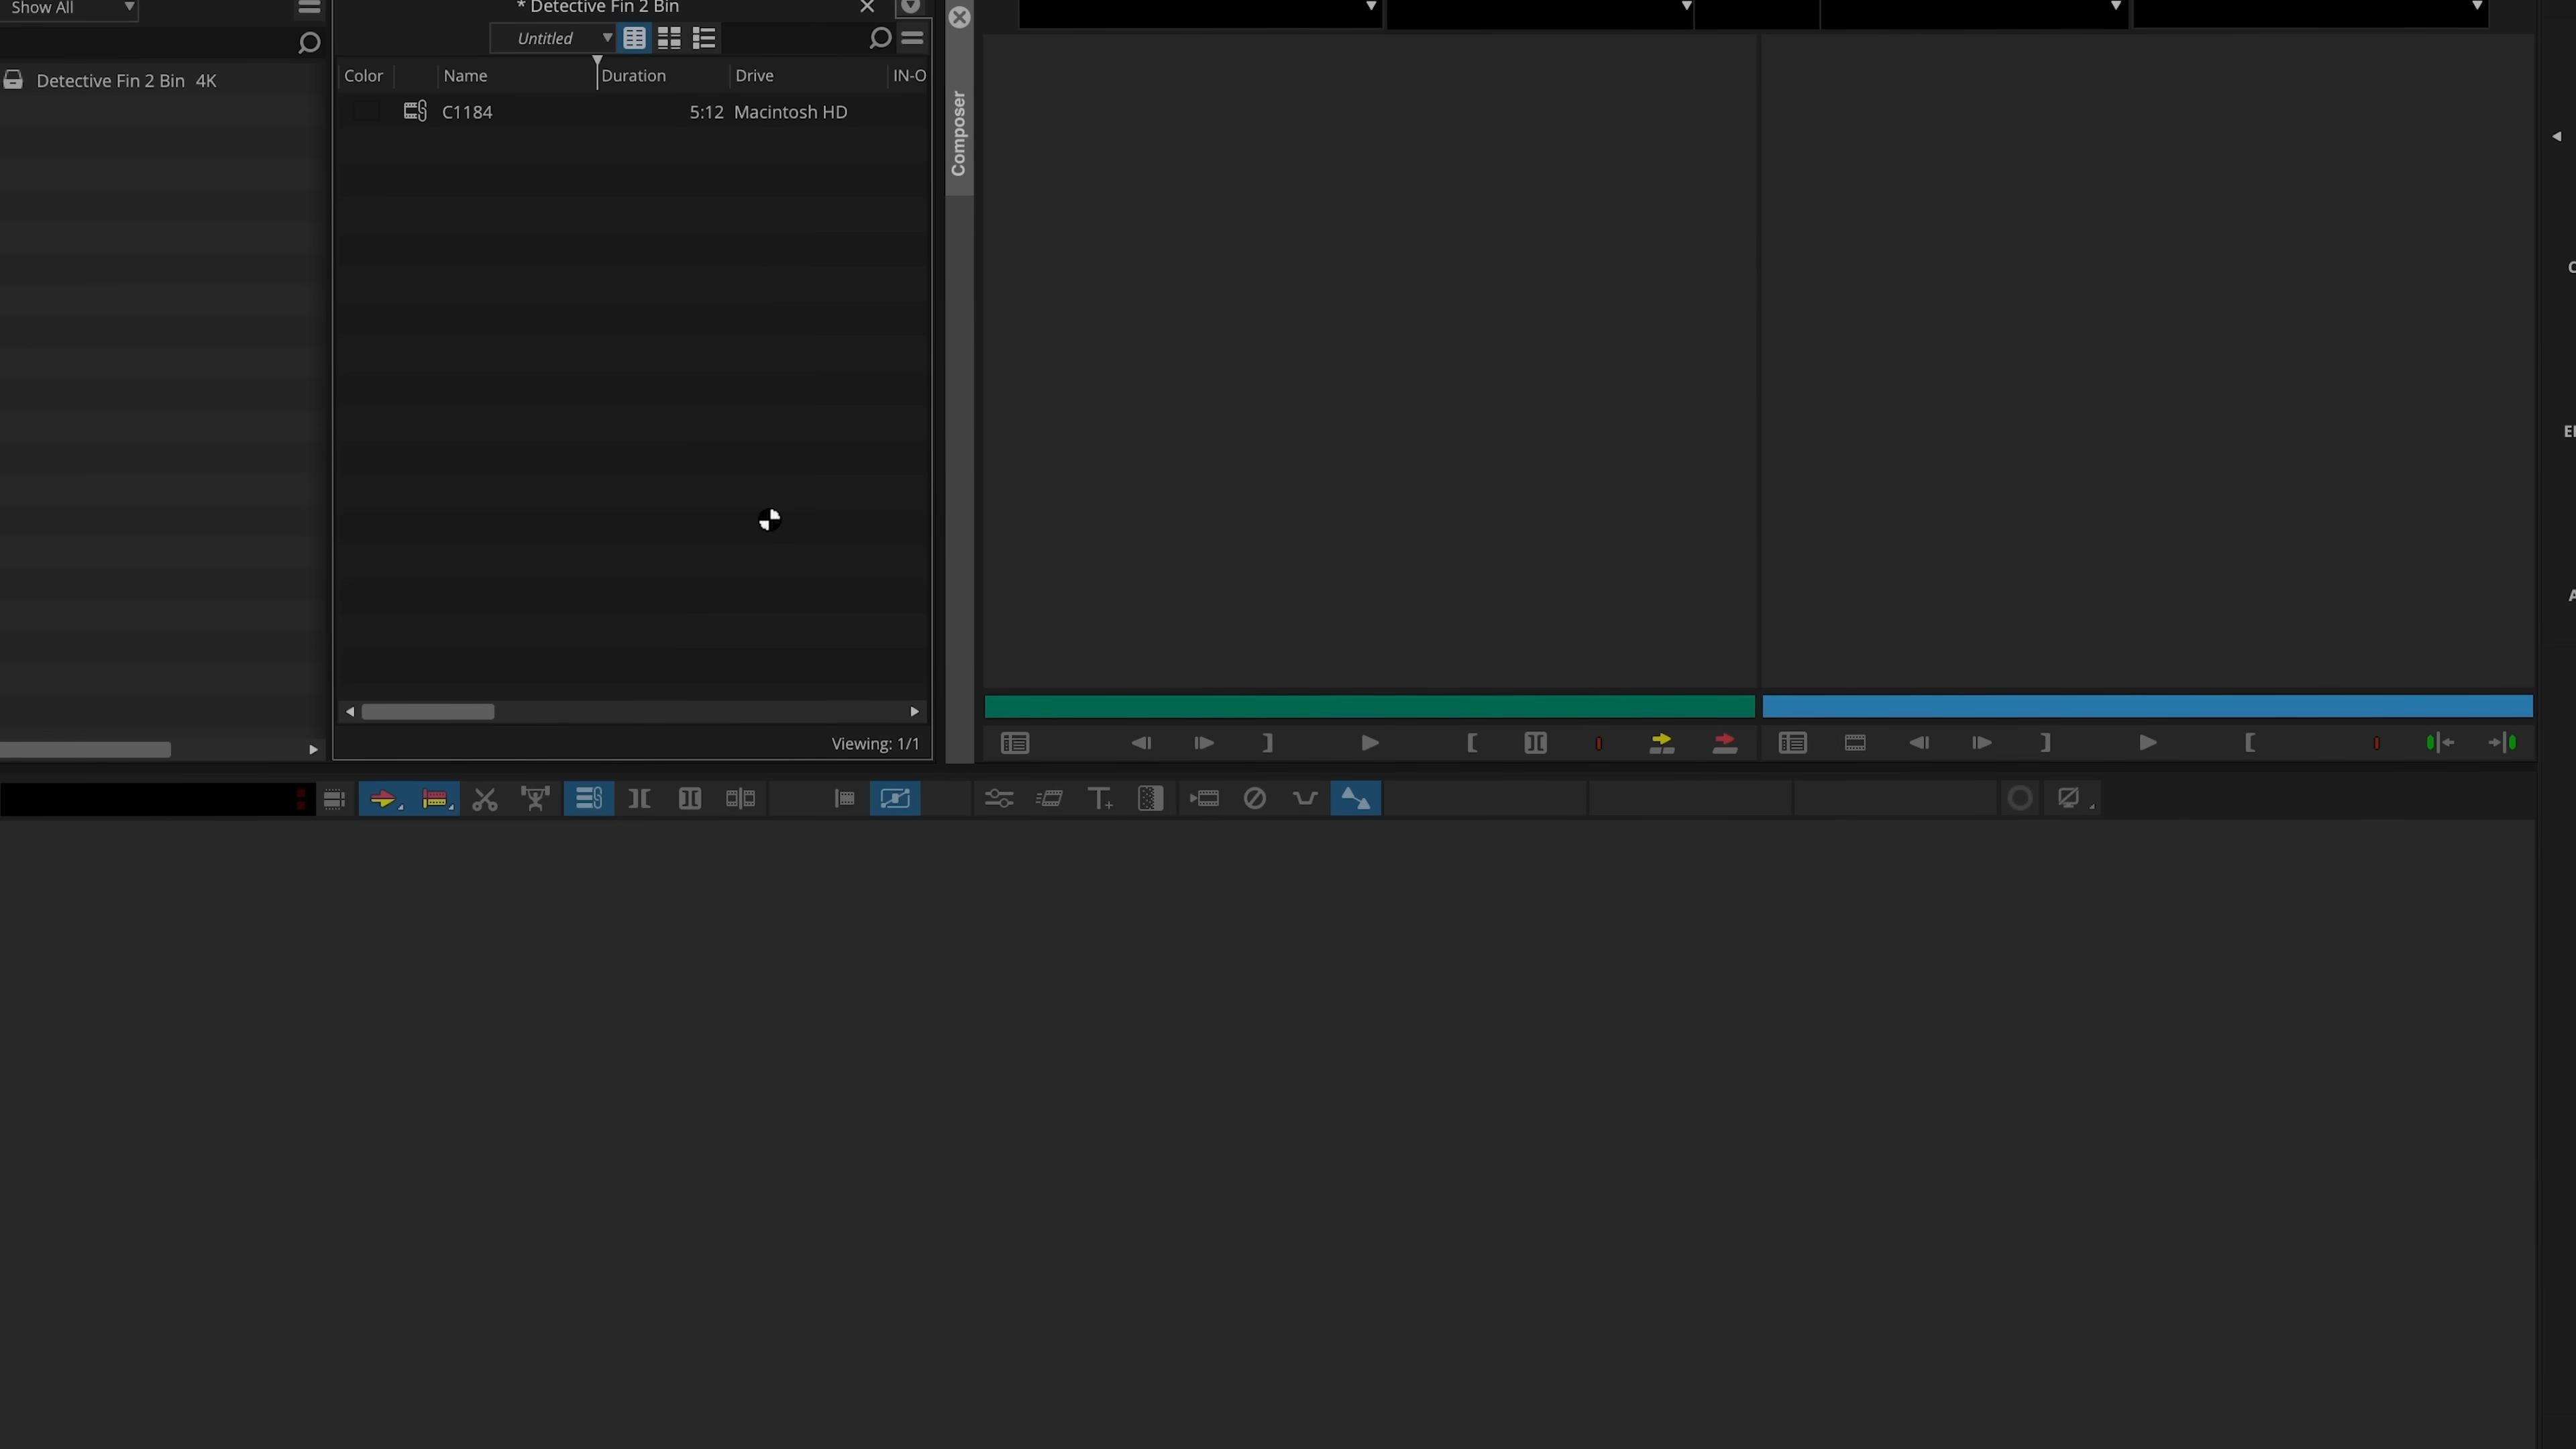 Show All
* Detective Fin 2 Bin
Untitled
Detective Fin 2 Bin 4K
Color Name Duration Drive IN-O
C1184 5:12 Macintosh HD
Composer
Viewing: 1/1